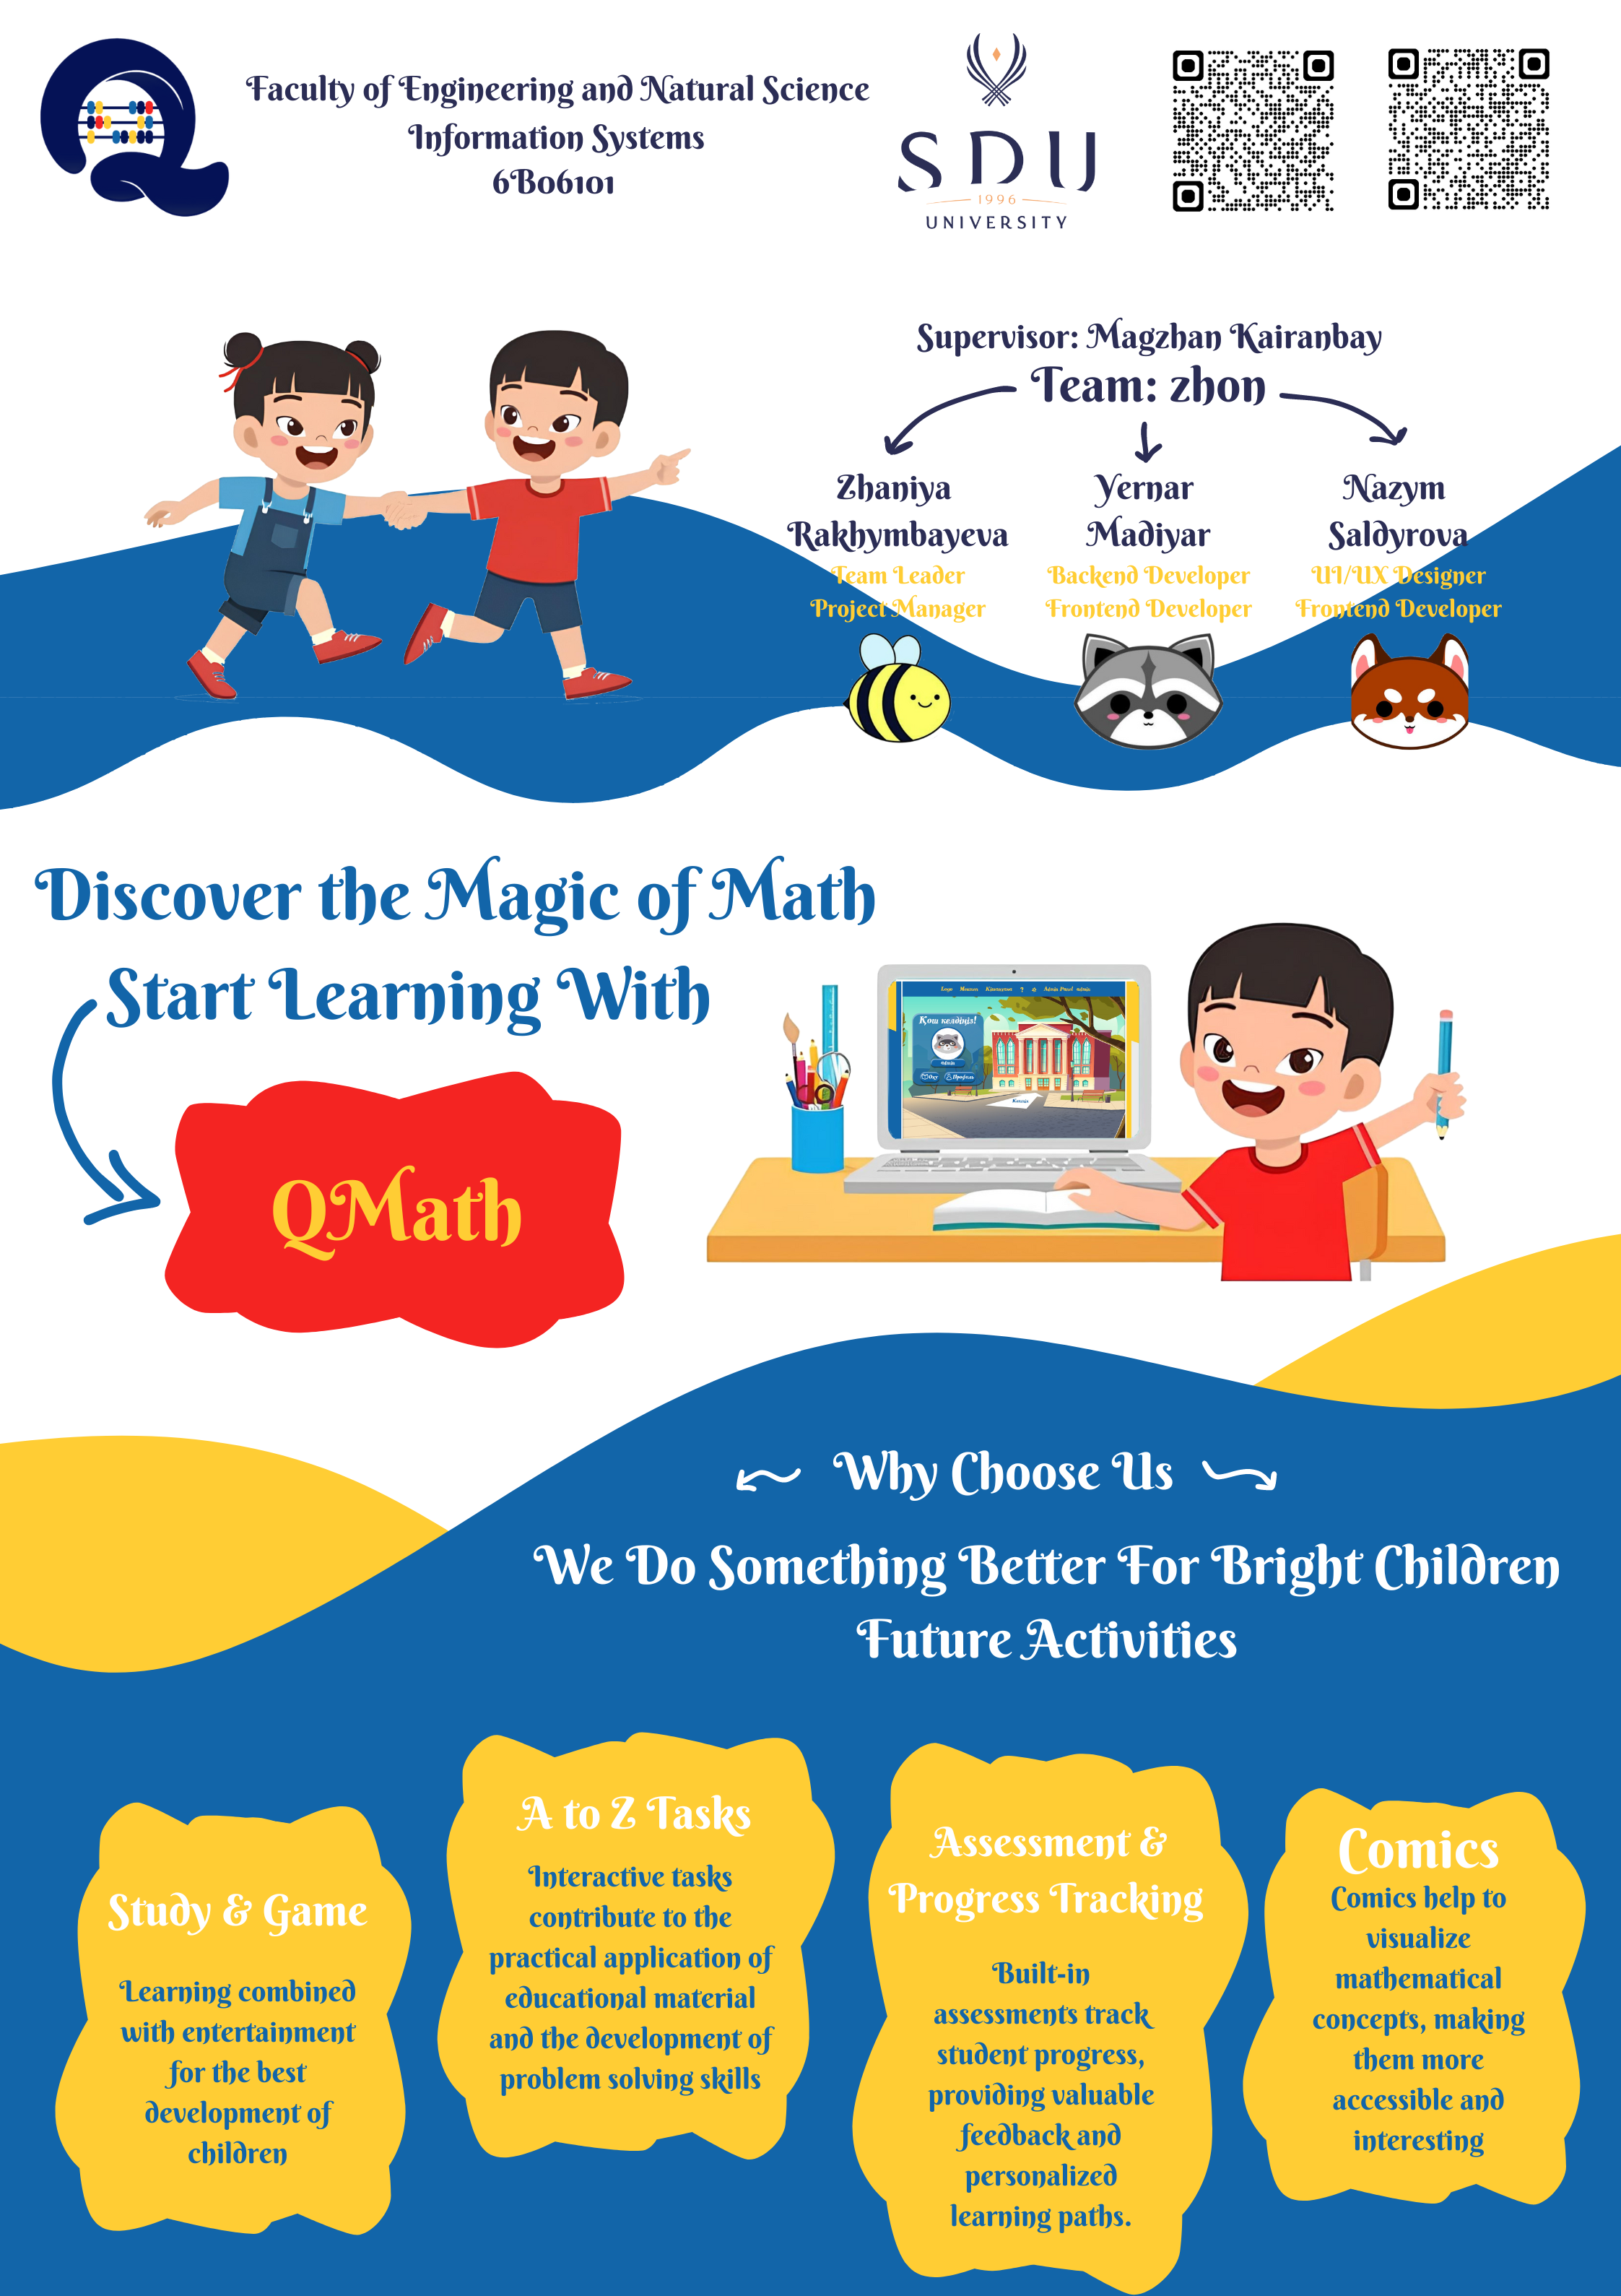 Faculty of Engineering and Natural Science
Information Systems
6B06101
SDU
1996
UNIVERSITY
Supervisor: Magzhan Kairanbay
Team: zhon
Zhaniya
Rakhymbayeva
Team Leader
Project Manager
Yernar
Madiyar
Backend Developer
Frontend Developer
Nazym
Saldyrova
UI/UX Designer
Frontend Developer
Discover the Magic of Math
Start Learning With
QMath
Қош келдіңіз!
Why Choose Us
We Do Something Better For Bright Children
Future Activities
Study & Game
Learning combined
with entertainment
for the best
development of
children
A to Z Tasks
Interactive tasks
contribute to the
practical application of
educational material
and the development of
problem solving skills
Assessment &
Progress Tracking
Built-in
assessments track
student progress,
providing valuable
feedback and
personalized
learning paths.
Comics
Comics help to
visualize
mathematical
concepts, making
them more
accessible and
interesting